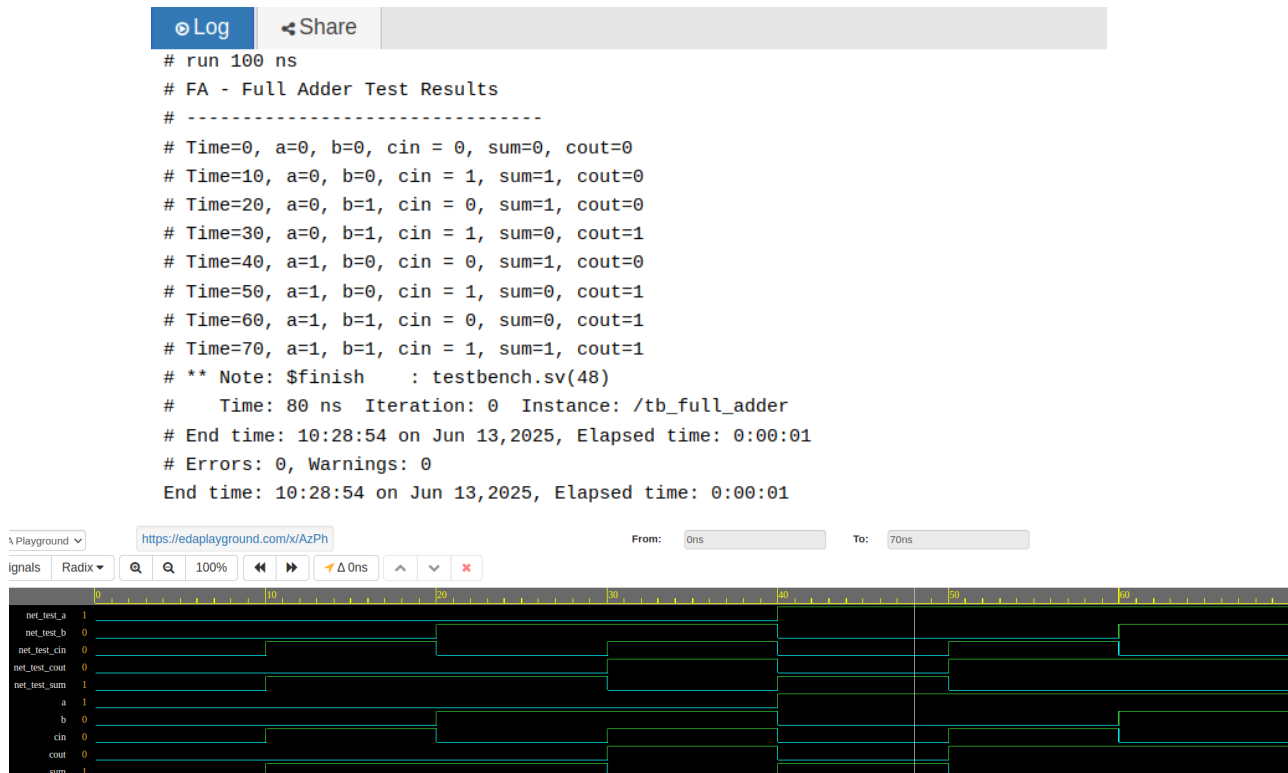 Log Share
# run 100 ns
# FA - Full Adder Test Results
# --------------------------------
# Time=0, a=0, b=0, cin = 0, sum=0, cout=0
# Time=10, a=0, b=0, cin = 1, sum=1, cout=0
# Time=20, a=0, b=1, cin = 0, sum=1, cout=0
# Time=30, a=0, b=1, cin = 1, sum=0, cout=1
# Time=40, a=1, b=0, cin = 0, sum=1, cout=0
# Time=50, a=1, b=0, cin = 1, sum=0, cout=1
# Time=60, a=1, b=1, cin = 0, sum=0, cout=1
# Time=70, a=1, b=1, cin = 1, sum=1, cout=1
# ** Note: $finish    : testbench.sv(48)
#    Time: 80 ns  Iteration: 0  Instance: /tb_full_adder
# End time: 10:28:54 on Jun 13,2025, Elapsed time: 0:00:01
# Errors: 0, Warnings: 0
End time: 10:28:54 on Jun 13,2025, Elapsed time: 0:00:01
A Playground https://edaplayground.com/x/AzPh From: 0ns To: 70ns
ignals Radix 100% Δ 0ns
0 10 20 30 40 50 60
net_test_a 1
net_test_b 0
net_test_cin 0
net_test_cout 0
net_test_sum 1
a 1
b 0
cin 0
cout 0
sum 1